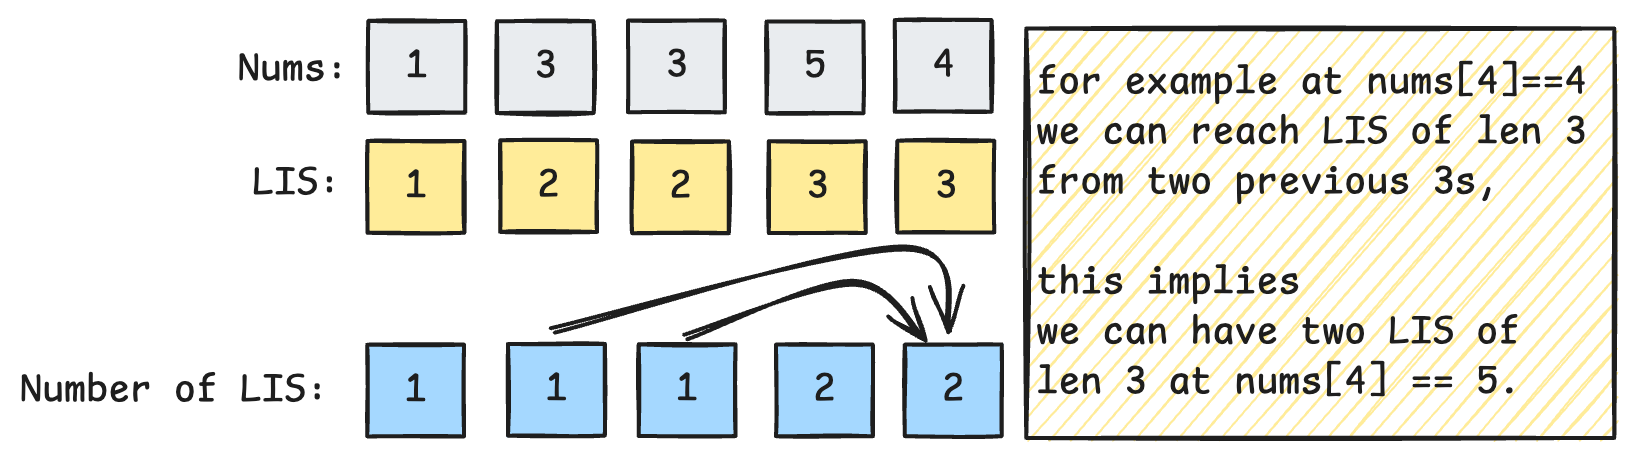 Nums: 1 3 3 5 4
LIS: 1 2 2 3 3
Number of LIS: 1 1 1 2 2
for example at nums[4]==4
we can reach LIS of len 3
from two previous 3s,
this implies
we can have two LIS of
len 3 at nums[4] == 5.